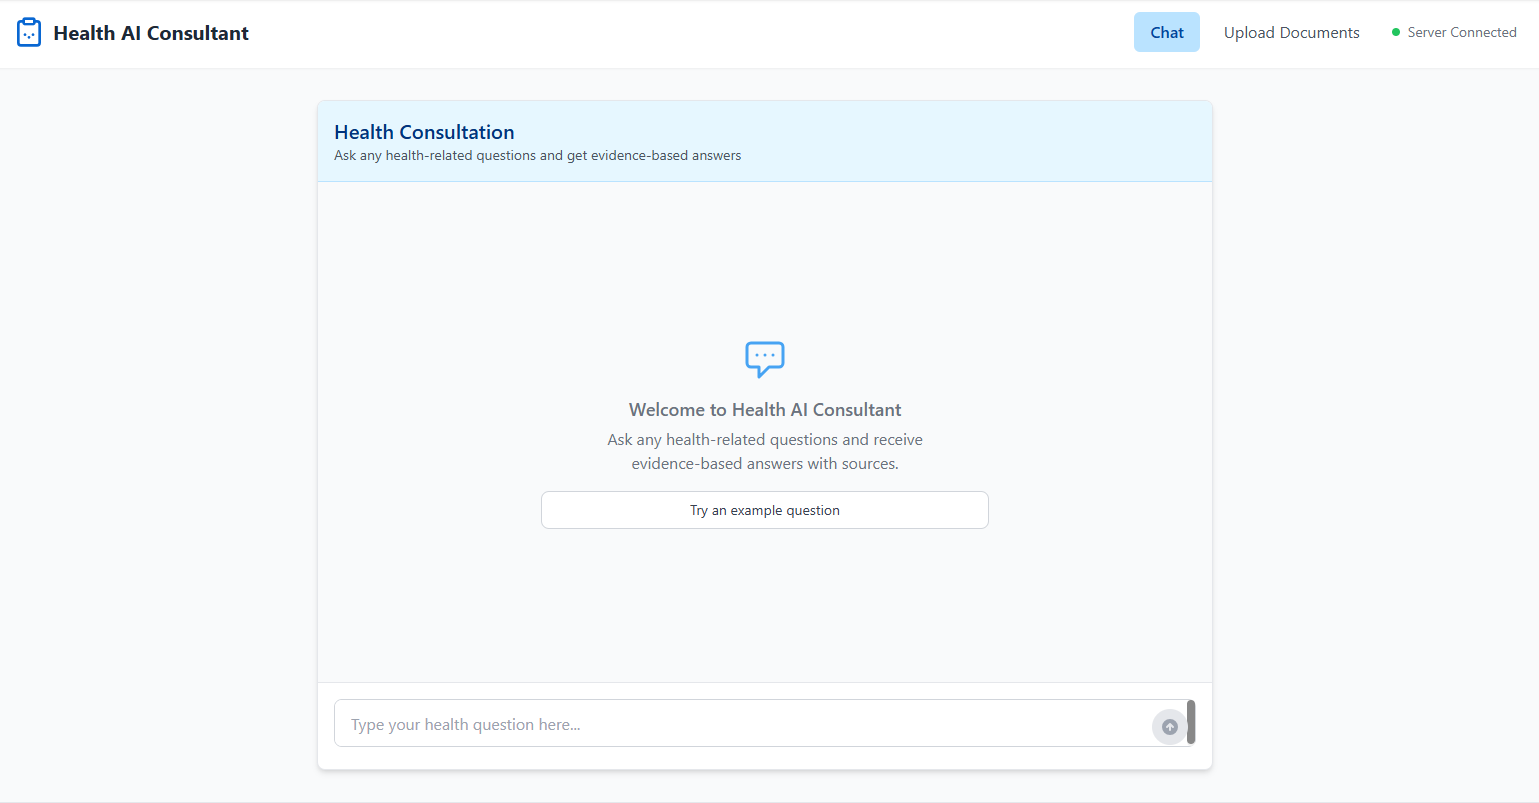 Health AI Consultant
Chat
Upload Documents
Server Connected
Health Consultation
Ask any health-related questions and get evidence-based answers
Welcome to Health AI Consultant
Ask any health-related questions and receive
evidence-based answers with sources.
Try an example question
Type your health question here...